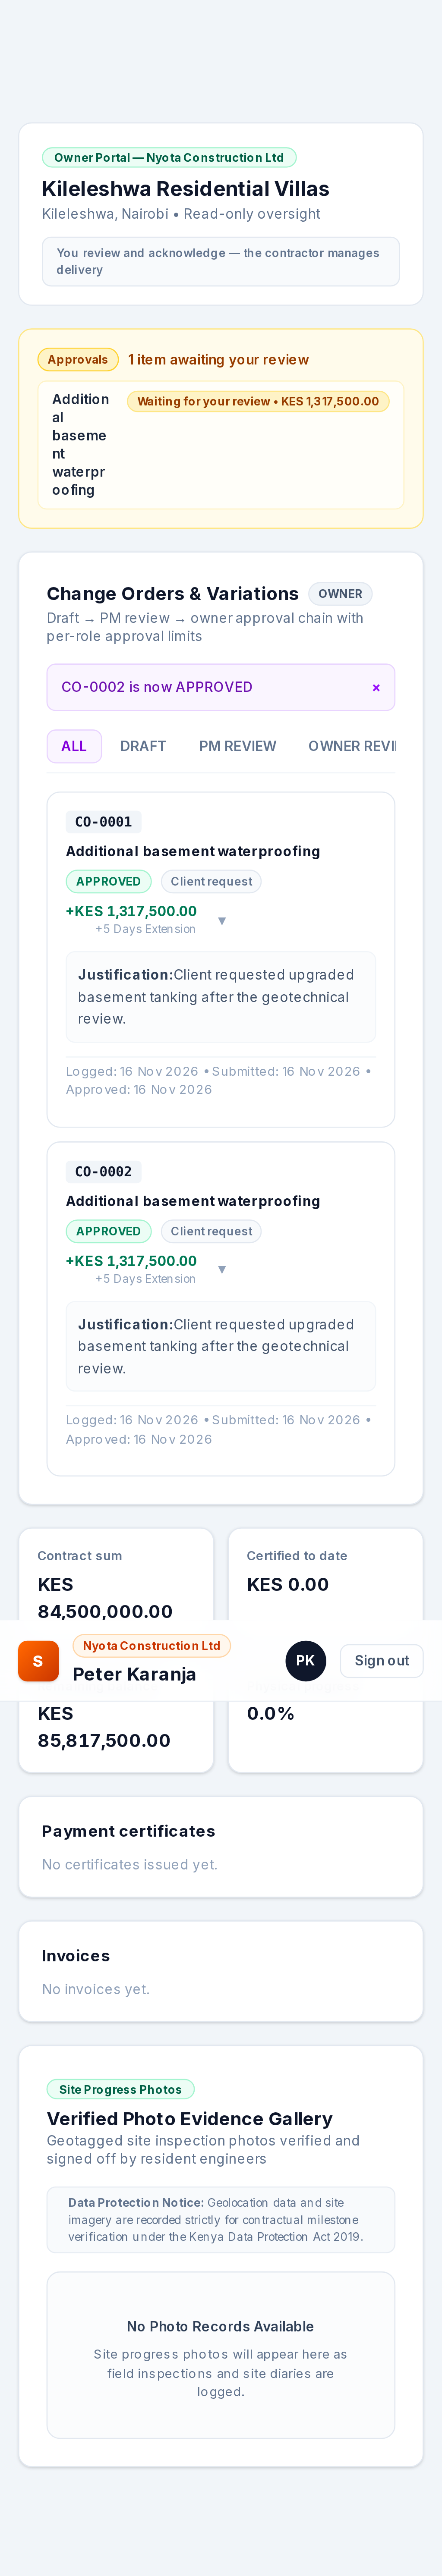 Owner Portal — Nyota Construction Ltd
Kileleshwa Residential Villas
Kileleshwa, Nairobi • Read-only oversight
You review and acknowledge — the contractor manages
delivery
Approvals
1 item awaiting your review
Addition
al
baseme
nt
waterpr
oofing
Waiting for your review • KES 1,317,500.00
Change Orders & Variations
OWNER
Draft → PM review → owner approval chain with
per-role approval limits
CO-0002 is now APPROVED
×
ALL
DRAFT
PM REVIEW
OWNER REVI
CO-0001
Additional basement waterproofing
APPROVED
Client request
+KES 1,317,500.00
▼
+5 Days Extension
Justification:Client requested upgraded
basement tanking after the geotechnical
review.
Logged: 16 Nov 2026 • Submitted: 16 Nov 2026 •
Approved: 16 Nov 2026
CO-0002
Additional basement waterproofing
APPROVED
Client request
+KES 1,317,500.00
▼
+5 Days Extension
Justification:Client requested upgraded
basement tanking after the geotechnical
review.
Logged: 16 Nov 2026 • Submitted: 16 Nov 2026 •
Approved: 16 Nov 2026
Contract sum
KES
84,500,000.00
Certified to date
KES 0.00
S
Nyota Construction Ltd
Peter Karanja
PK
Sign out
KES
85,817,500.00
0.0%
Payment certificates
No certificates issued yet.
Invoices
No invoices yet.
Site Progress Photos
Verified Photo Evidence Gallery
Geotagged site inspection photos verified and
signed off by resident engineers
Data Protection Notice: Geolocation data and site
imagery are recorded strictly for contractual milestone
verification under the Kenya Data Protection Act 2019.
No Photo Records Available
Site progress photos will appear here as
field inspections and site diaries are
logged.